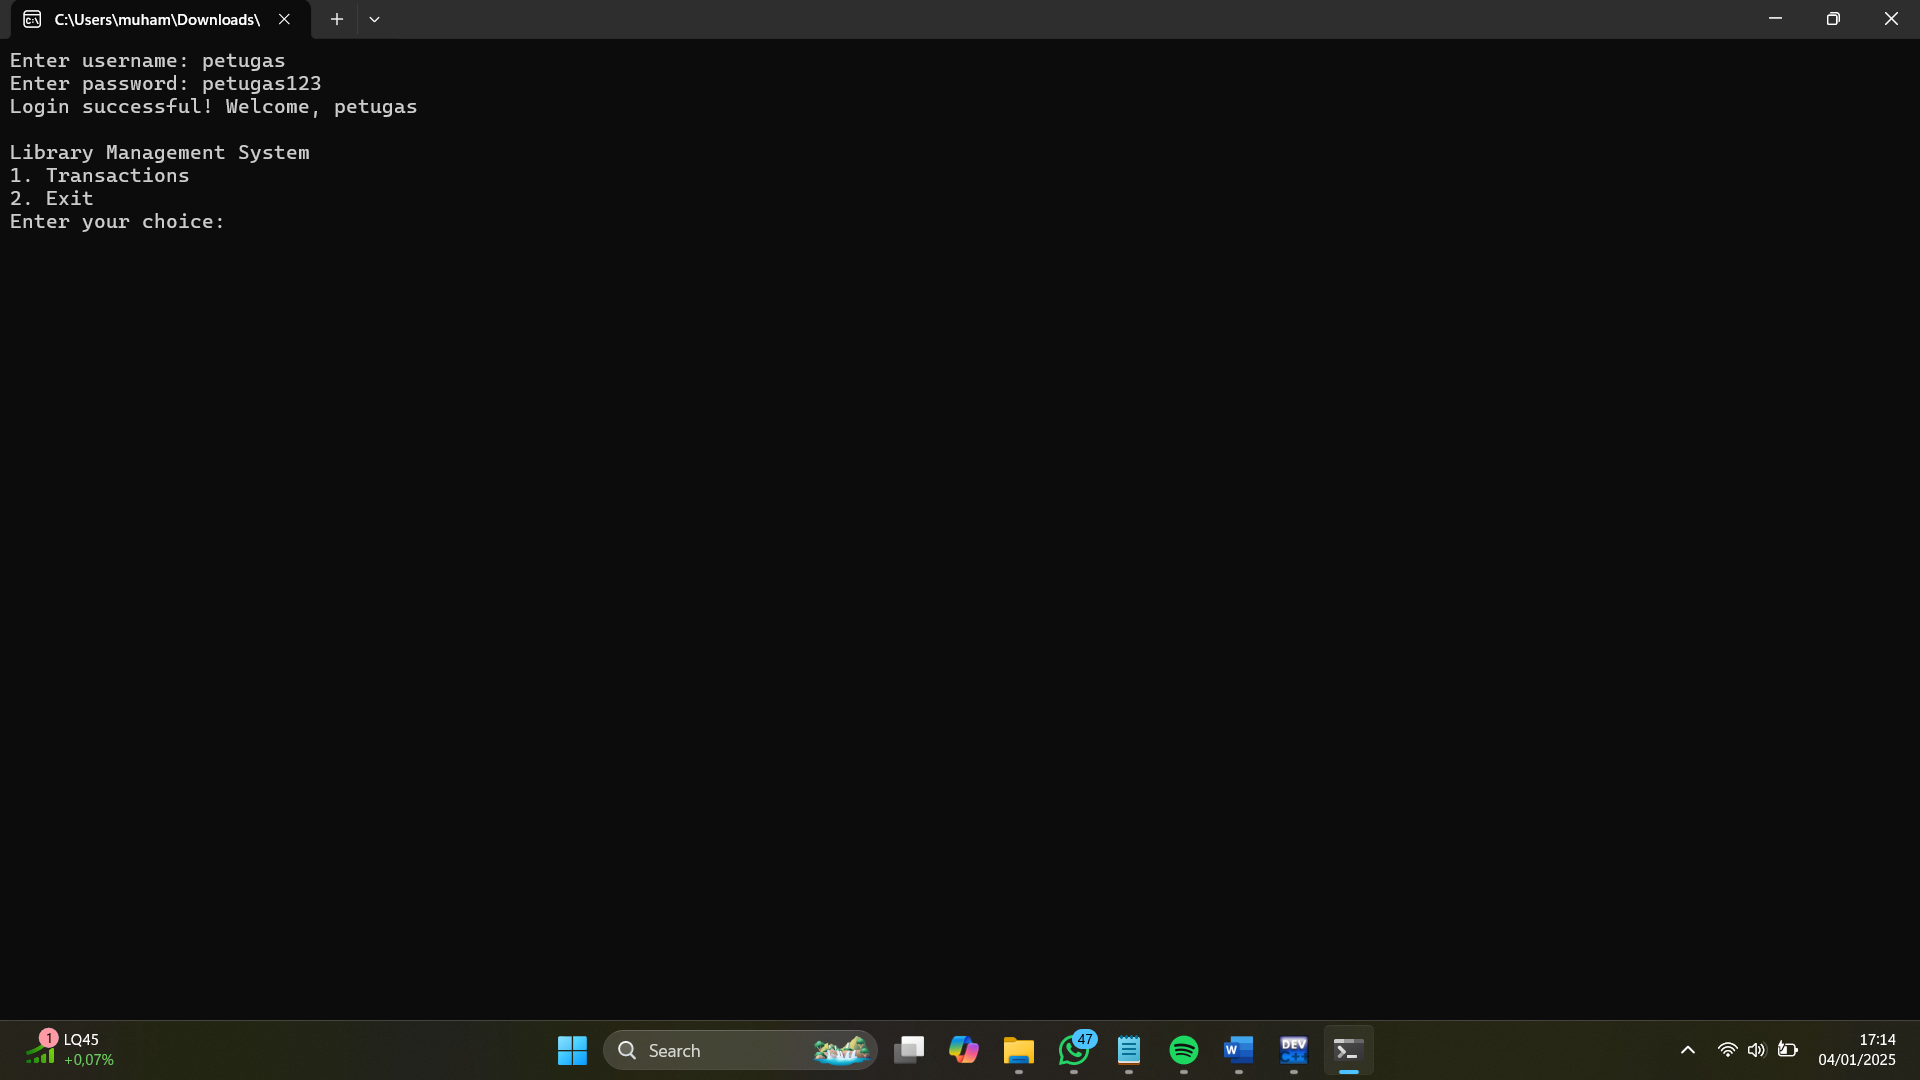 C:\Users\muham\Downloads\
Enter username: petugas
Enter password: petugas123
Login successful! Welcome, petugas
Library Management System
1. Transactions
2. Exit
Enter your choice:
1
LQ45
+0,07%
Search
47
W
DEV
C++
17:14
04/01/2025